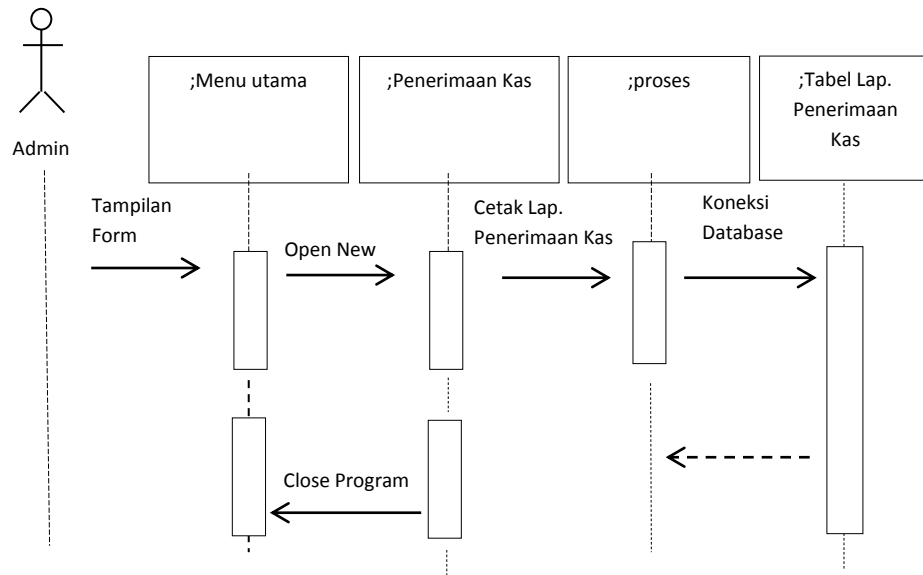 ;Menu utama
;Penerimaan Kas
;proses
;Tabel Lap.
Penerimaan
Kas
Admin
Tampilan
Form
Open New
Cetak Lap.
Penerimaan Kas
Koneksi
Database
Close Program